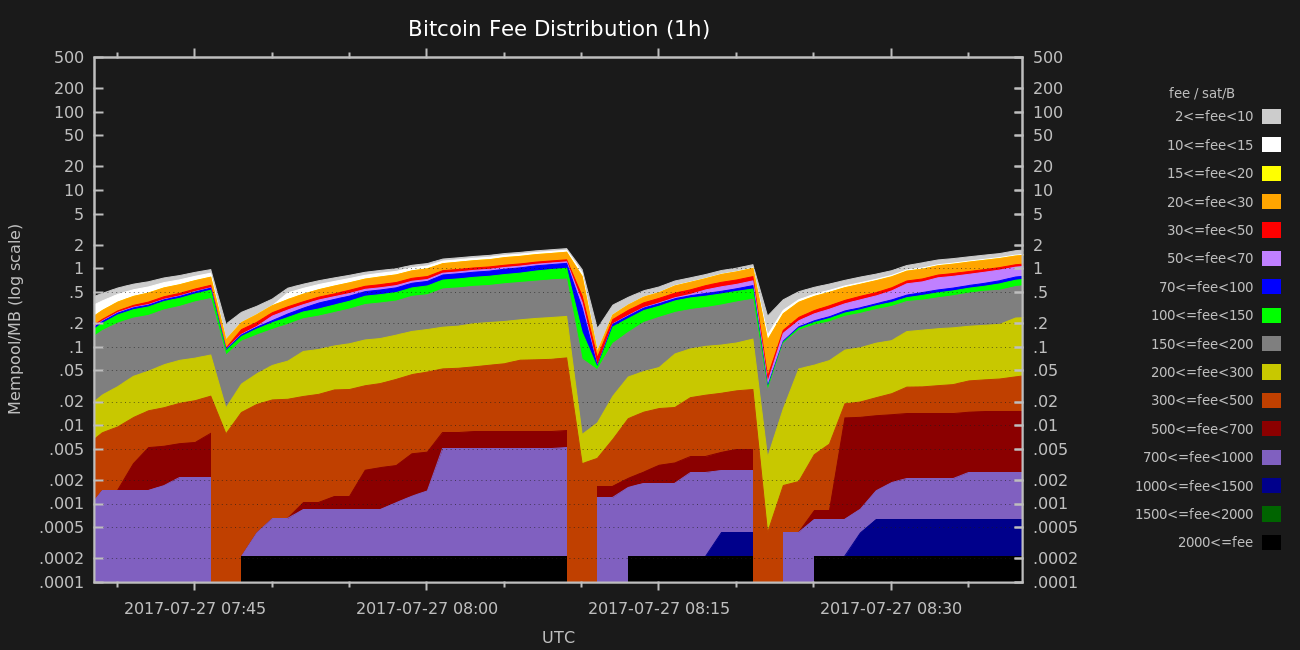 Bitcoin Fee Distribution (1h)
Mempool/MB (log scale)
500
200
100
50
20
10
5
2
1
.5
.2
.1
.05
.02
.01
.005
.002
.001
.0005
.0002
.0001
500
200
100
50
20
10
5
2
1
.5
.2
.1
.05
.02
.01
.005
.002
.001
.0005
.0002
.0001
2017-07-27 07:45
2017-07-27 08:00
2017-07-27 08:15
2017-07-27 08:30
UTC
fee / sat/B
2<=fee<10
10<=fee<15
15<=fee<20
20<=fee<30
30<=fee<50
50<=fee<70
70<=fee<100
100<=fee<150
150<=fee<200
200<=fee<300
300<=fee<500
500<=fee<700
700<=fee<1000
1000<=fee<1500
1500<=fee<2000
2000<=fee